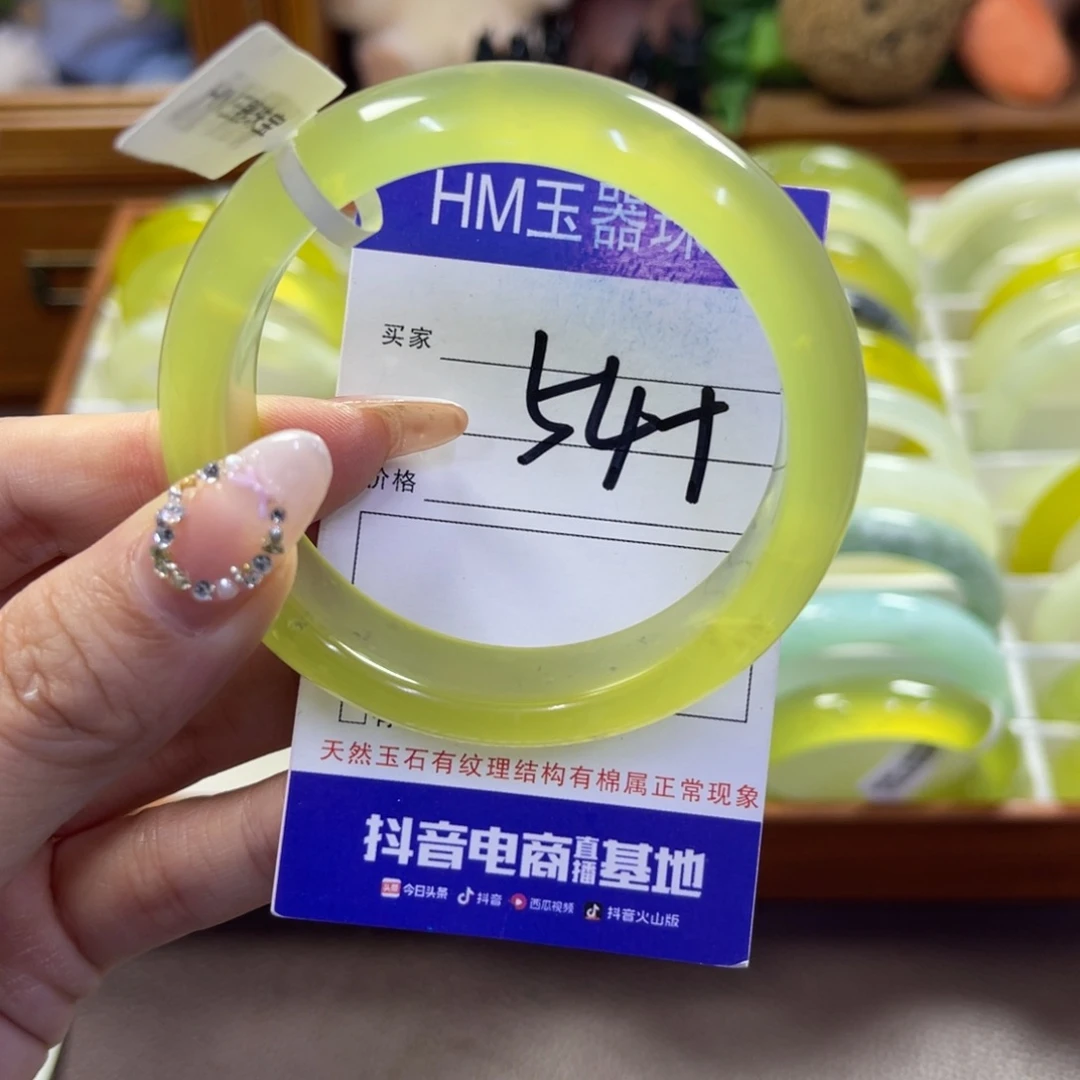 HM玉器珠
买家
54H
价格
天然玉石有纹理结构有棉属正常现象
抖音电商直播基地
今日头条 抖音 西瓜视频 抖音火山版